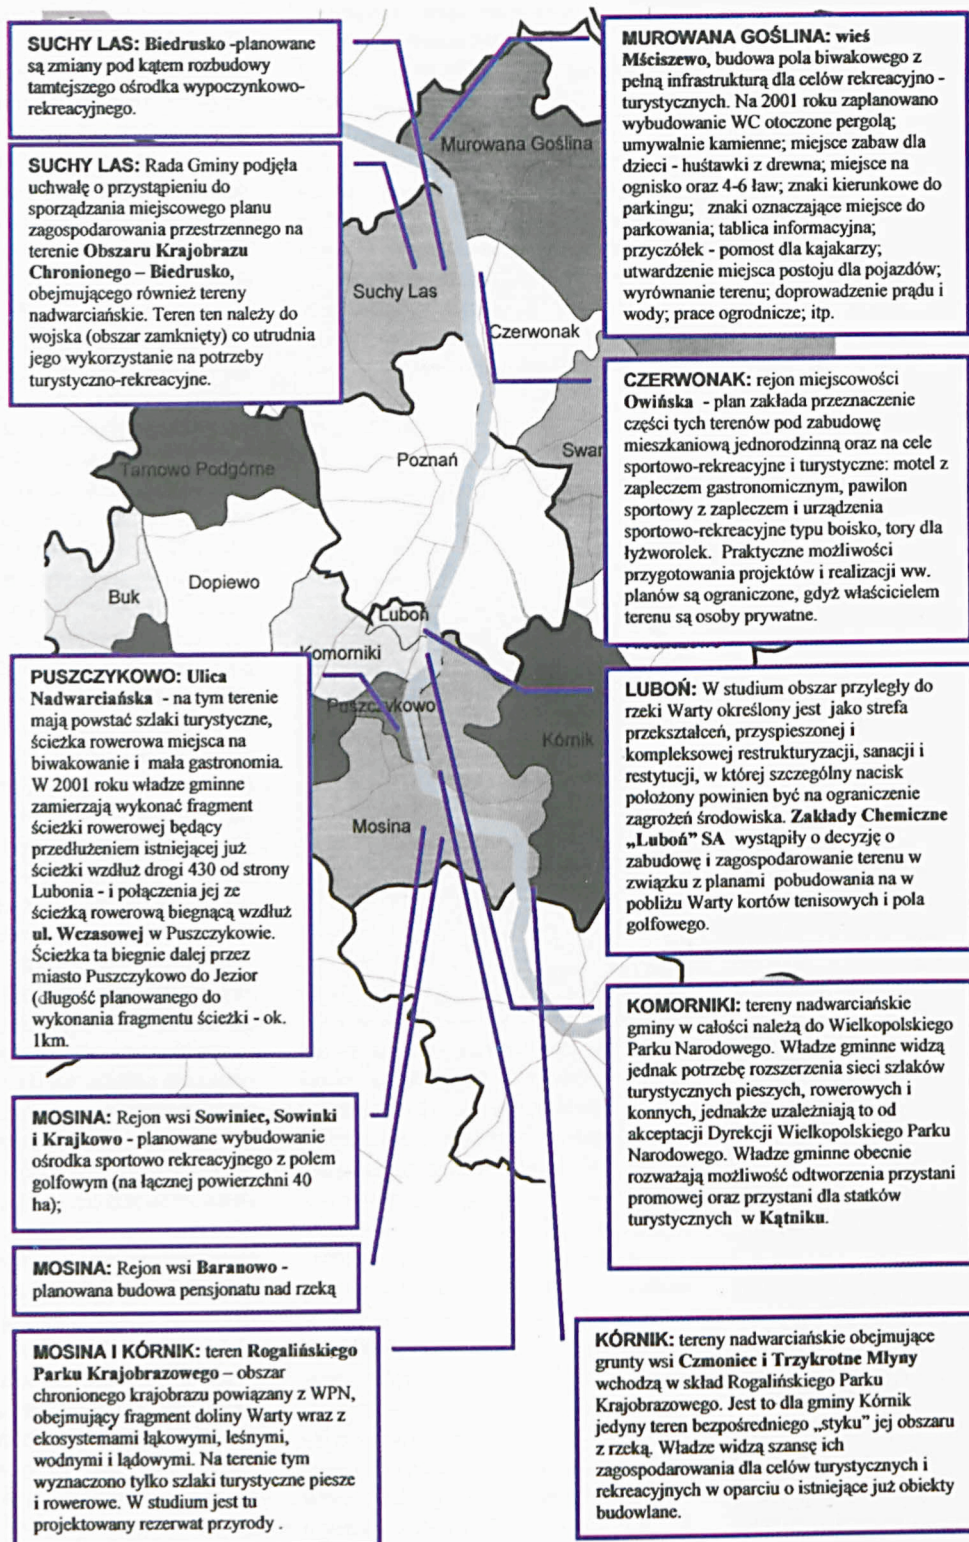 SUCHY LAS: Biedrusko -planowane
są zmiany pod kątem rozbudowy
tamtejszego ośrodka wypoczynkowo-
rekreacyjnego.
SUCHY LAS: Rada Gminy podjęła
uchwałę o przystąpieniu do
sporządzania miejscowego planu
zagospodarowania przestrzennego na
terenie Obszaru Krajobrazu
Chronionego – Biedrusko,
obejmującego również tereny
nadwarciańskie. Teren ten należy do
wojska (obszar zamknięty) co utrudnia
jego wykorzystanie na potrzeby
turystyczno-rekreacyjne.
MUROWANA GOŚLINA: wieś
Mściszewo, budowa pola biwakowego z
pełną infrastrukturą dla celów rekreacyjno -
turystycznych. Na 2001 roku zaplanowano
wybudowanie WC otoczone pergolą;
umywalnie kamienne; miejsce zabaw dla
dzieci - huśtawki z drewna; miejsce na
ognisko oraz 4-6 ław; znaki kierunkowe do
parkingu; znaki oznaczające miejsce do
parkowania; tablica informacyjna;
przyczółek - pomost dla kajakarzy;
utwardzenie miejsca postoju dla pojazdów;
wyrównanie terenu; doprowadzenie prądu i
wody; prace ogrodnicze; itp.
Murowana Goślina
Suchy Las
Czerwonak
Poznań
Swar
Tarnowo Podgórne
Buk
Dopiewo
Luboń
Komorniki
Puszczykowo
Kórnik
Mosina
CZERWONAK: rejon miejscowości
Owińska - plan zakłada przeznaczenie
części tych terenów pod zabudowę
mieszkaniową jednorodzinną oraz na cele
sportowo-rekreacyjne i turystyczne: motel z
zapleczem gastronomicznym, pawilon
sportowy z zapleczem i urządzenia
sportowo-rekreacyjne typu boisko, tory dla
łyżworolek. Praktyczne możliwości
przygotowania projektów i realizacji ww.
planów są ograniczone, gdyż właścicielem
terenu są osoby prywatne.
PUSZCZYKOWO: Ulica
Nadwarciańska - na tym terenie
mają powstać szlaki turystyczne,
ścieżka rowerowa miejsca na
biwakowanie i mała gastronomia.
W 2001 roku władze gminne
zamierzają wykonać fragment
ścieżki rowerowej będący
przedłużeniem istniejącej już
ścieżki wzdłuż drogi 430 od strony
Lubonia - i połączenia jej ze
ścieżką rowerową biegnącą wzdłuż
ul. Wczasowej w Puszczykowie.
Ścieżka ta biegnie dalej przez
miasto Puszczykowo do Jezior
(długość planowanego do
wykonania fragmentu ścieżki - ok.
1km.
LUBOŃ: W studium obszar przyległy do
rzeki Warty określony jest jako strefa
przekształceń, przyspieszonej i
kompleksowej restrukturyzacji, sanacji i
restytucji, w której szczególny nacisk
położony powinien być na ograniczenie
zagrożeń środowiska. Zakłady Chemiczne
„Luboń” SA wystąpiły o decyzję o
zabudowę i zagospodarowanie terenu w
związku z planami pobudowania na w
pobliżu Warty kortów tenisowych i pola
golfowego.
KOMORNIKI: tereny nadwarciańskie
gminy w całości należą do Wielkopolskiego
Parku Narodowego. Władze gminne widzą
jednak potrzebę rozszerzenia sieci szlaków
turystycznych pieszych, rowerowych i
konnych, jednakże uzależniają to od
akceptacji Dyrekcji Wielkopolskiego Parku
Narodowego. Władze gminne obecnie
rozważają możliwość odtworzenia przystani
promowej oraz przystani dla statków
turystycznych w Kątniku.
MOSINA: Rejon wsi Sowiniec, Sowinki
i Krajkowo - planowane wybudowanie
ośrodka sportowo rekreacyjnego z polem
golfowym (na łącznej powierzchni 40
ha);
MOSINA: Rejon wsi Baranowo -
planowana budowa pensjonatu nad rzeką
MOSINA I KÓRNIK: teren Rogalińskiego
Parku Krajobrazowego – obszar
chronionego krajobrazu powiązany z WPN,
obejmujący fragment doliny Warty wraz z
ekosystemami łąkowymi, leśnymi,
wodnymi i lądowymi. Na terenie tym
wyznaczono tylko szlaki turystyczne piesze
i rowerowe. W studium jest tu
projektowany rezerwat przyrody .
KÓRNIK: tereny nadwarciańskie obejmujące
grunty wsi Czmoniec i Trzykrotne Młyny
wchodzą w skład Rogalińskiego Parku
Krajobrazowego. Jest to dla gminy Kórnik
jedyny teren bezpośredniego „styku” jej obszaru
z rzeką. Władze widzą szansę ich
zagospodarowania dla celów turystycznych i
rekreacyjnych w oparciu o istniejące już obiekty
budowlane.